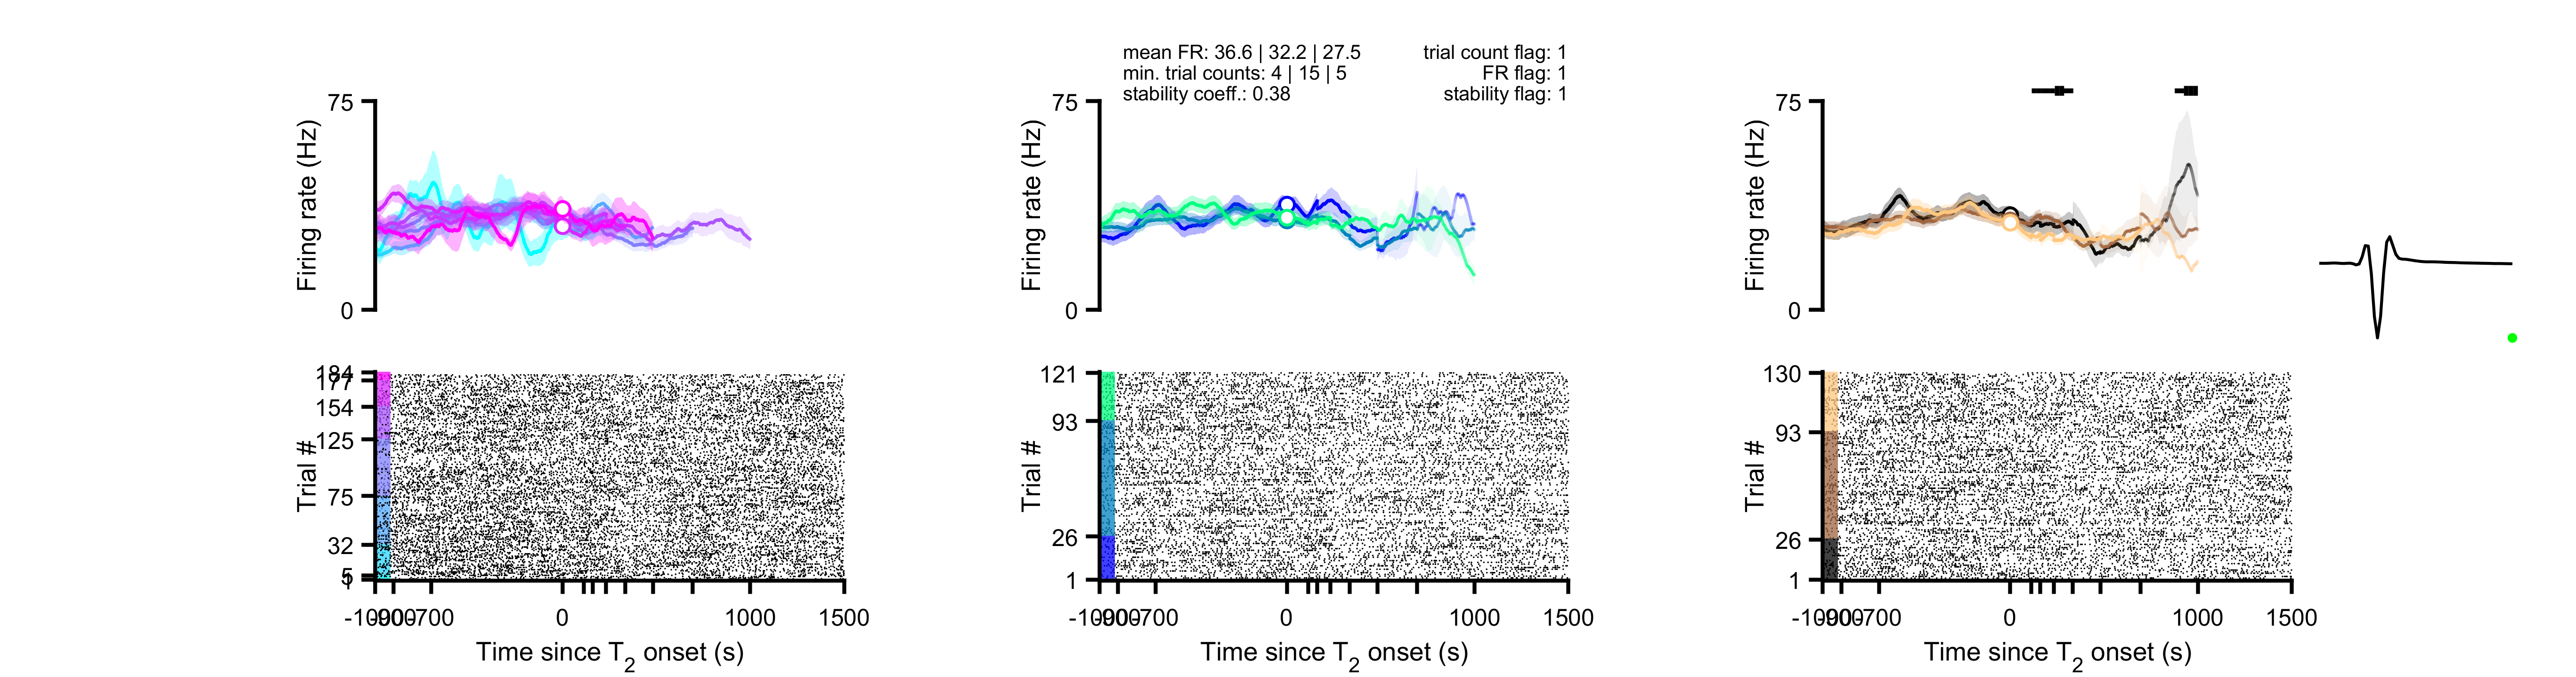 mean FR: 36.6 | 32.2 | 27.5
min. trial counts: 4 | 15 | 5
stability coeff.: 0.38
trial count flag: 1
FR flag: 1
stability flag: 1
75
Firing rate (Hz)
0
184
177
154
125
75
32
5
Trial #
0
1000
1500
Time since T2 onset (s)
75
Firing rate (Hz)
0
121
93
26
1
Trial #
0
1000
1500
Time since T2 onset (s)
75
Firing rate (Hz)
0
130
93
26
1
Trial #
0
1000
1500
Time since T2 onset (s)